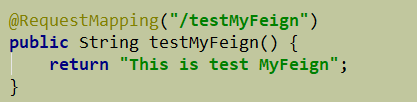 @RequestMapping("/testMyFeign")
public String testMyFeign() {
    return "This is test MyFeign";
}